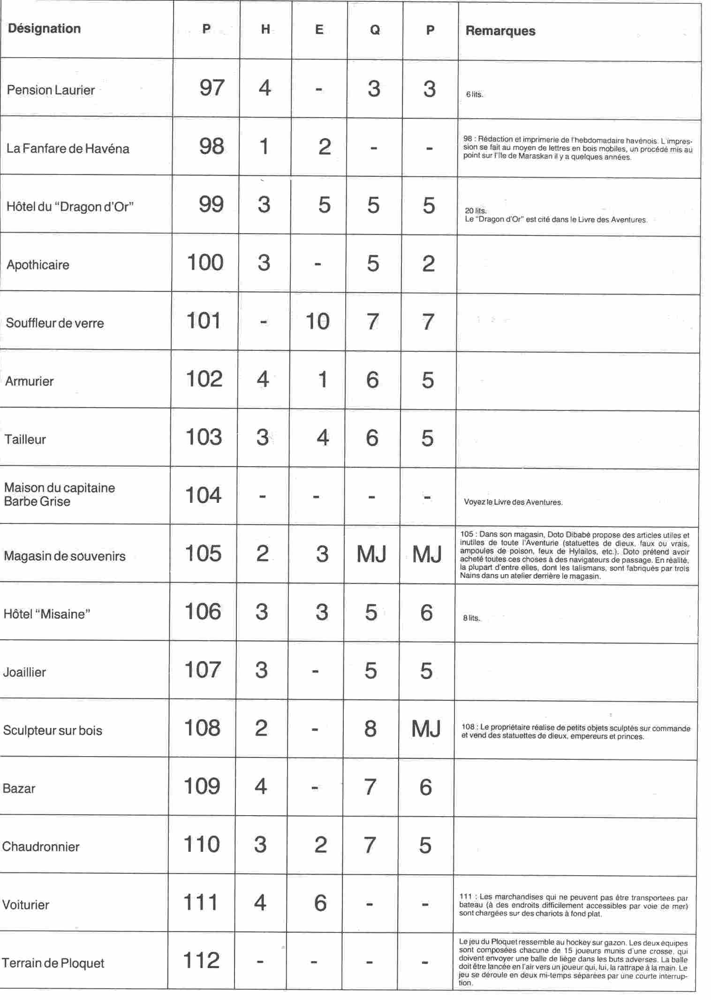 Désignation P H E Q P Remarques
Pension Laurier 97 4 - 3 3 6 lits.
La Fanfare de Havéna 98 1 2 - - 98 : Rédaction et imprimerie de l'hebdomadaire havénois. L'impres-
sion se fait au moyen de lettres en bois mobiles, un procédé mis au
point sur l'île de Maraskan il y a quelques années.
Hôtel du "Dragon d'Or" 99 3 5 5 5 20 lits.
Le "Dragon d'Or" est cité dans le Livre des Aventures.
Apothicaire 100 3 - 5 2
Souffleur de verre 101 - 10 7 7
Armurier 102 4 1 6 5
Tailleur 103 3 4 6 5
Maison du capitaine
Barbe Grise 104 - - - - Voyez le Livre des Aventures.
Magasin de souvenirs 105 2 3 MJ MJ 105 : Dans son magasin, Doto Dibabé propose des articles utiles et
inutiles de toute l'Aventurie (statuettes de dieux, faux ou vrais,
ampoules de poison, feux de Hylailos, etc.). Doto prétend avoir
acheté toutes ces choses à des navigateurs de passage. En réalité,
la plupart d'entre elles, dont les talismans, sont fabriqués par trois
Nains dans un atelier derrière le magasin.
Hôtel "Misaine" 106 3 3 5 6 8 lits.
Joaillier 107 3 - 5 5
Sculpteur sur bois 108 2 - 8 MJ 108 : Le propriétaire réalise de petits objets sculptés sur commande
et vend des statuettes de dieux, empereurs et princes.
Bazar 109 4 - 7 6
Chaudronnier 110 3 2 7 5
Voiturier 111 4 6 - - 111 : Les marchandises qui ne peuvent pas être transportées par
bateau (à des endroits difficilement accessibles par voie de mer)
sont chargées sur des chariots à fond plat.
Terrain de Ploquet 112 - - - - Le jeu du Ploquet ressemble au hockey sur gazon. Les deux équipes
sont composées chacune de 15 joueurs munis d'une crosse, qui
doivent envoyer une balle de liège dans les buts adverses. La balle
doit être lancée en l'air vers un joueur qui, lui, la rattrape à la main. Le
jeu se déroule en deux mi-temps séparées par une courte interrup-
tion.